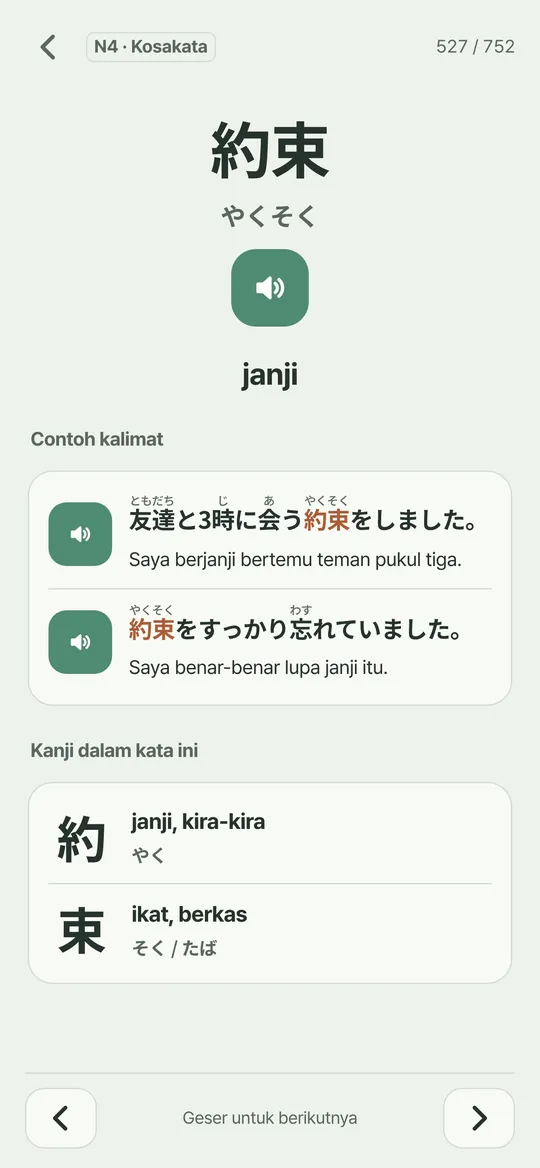 N4 · Kosakata
527 / 752
約束
やくそく
janji
Contoh kalimat
ともだち じ あ やくそく
友達と3時に会う約束をしました。
Saya berjanji bertemu teman pukul tiga.
やくそく わす
約束をすっかり忘れていました。
Saya benar-benar lupa janji itu.
Kanji dalam kata ini
約
janji, kira-kira
やく
束
ikat, berkas
そく / たば
Geser untuk berikutnya